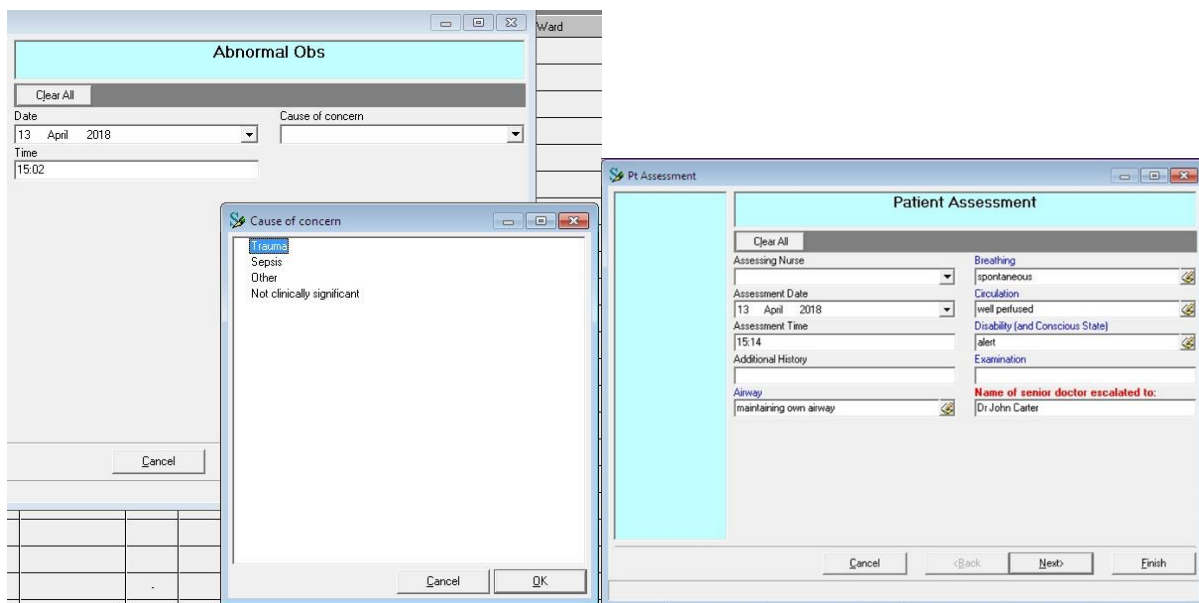 Ward
Abnormal Obs
Clear All
Date
Cause of concern
13 April 2018
Time
15:02
Cause of concern
Trauma
Sepsis
Other
Not clinically significant
Cancel
Cancel
OK
Pt Assessment
Patient Assessment
Clear All
Assessing Nurse
Assessment Date
13 April 2018
Assessment Time
15:14
Additional History
Airway
maintaining own airway
Breathing
spontaneous
Circulation
well perfused
Disability (and Conscious State)
alert
Examination
Name of senior doctor escalated to:
Dr John Carter
Cancel
<Back
Next>
Finish